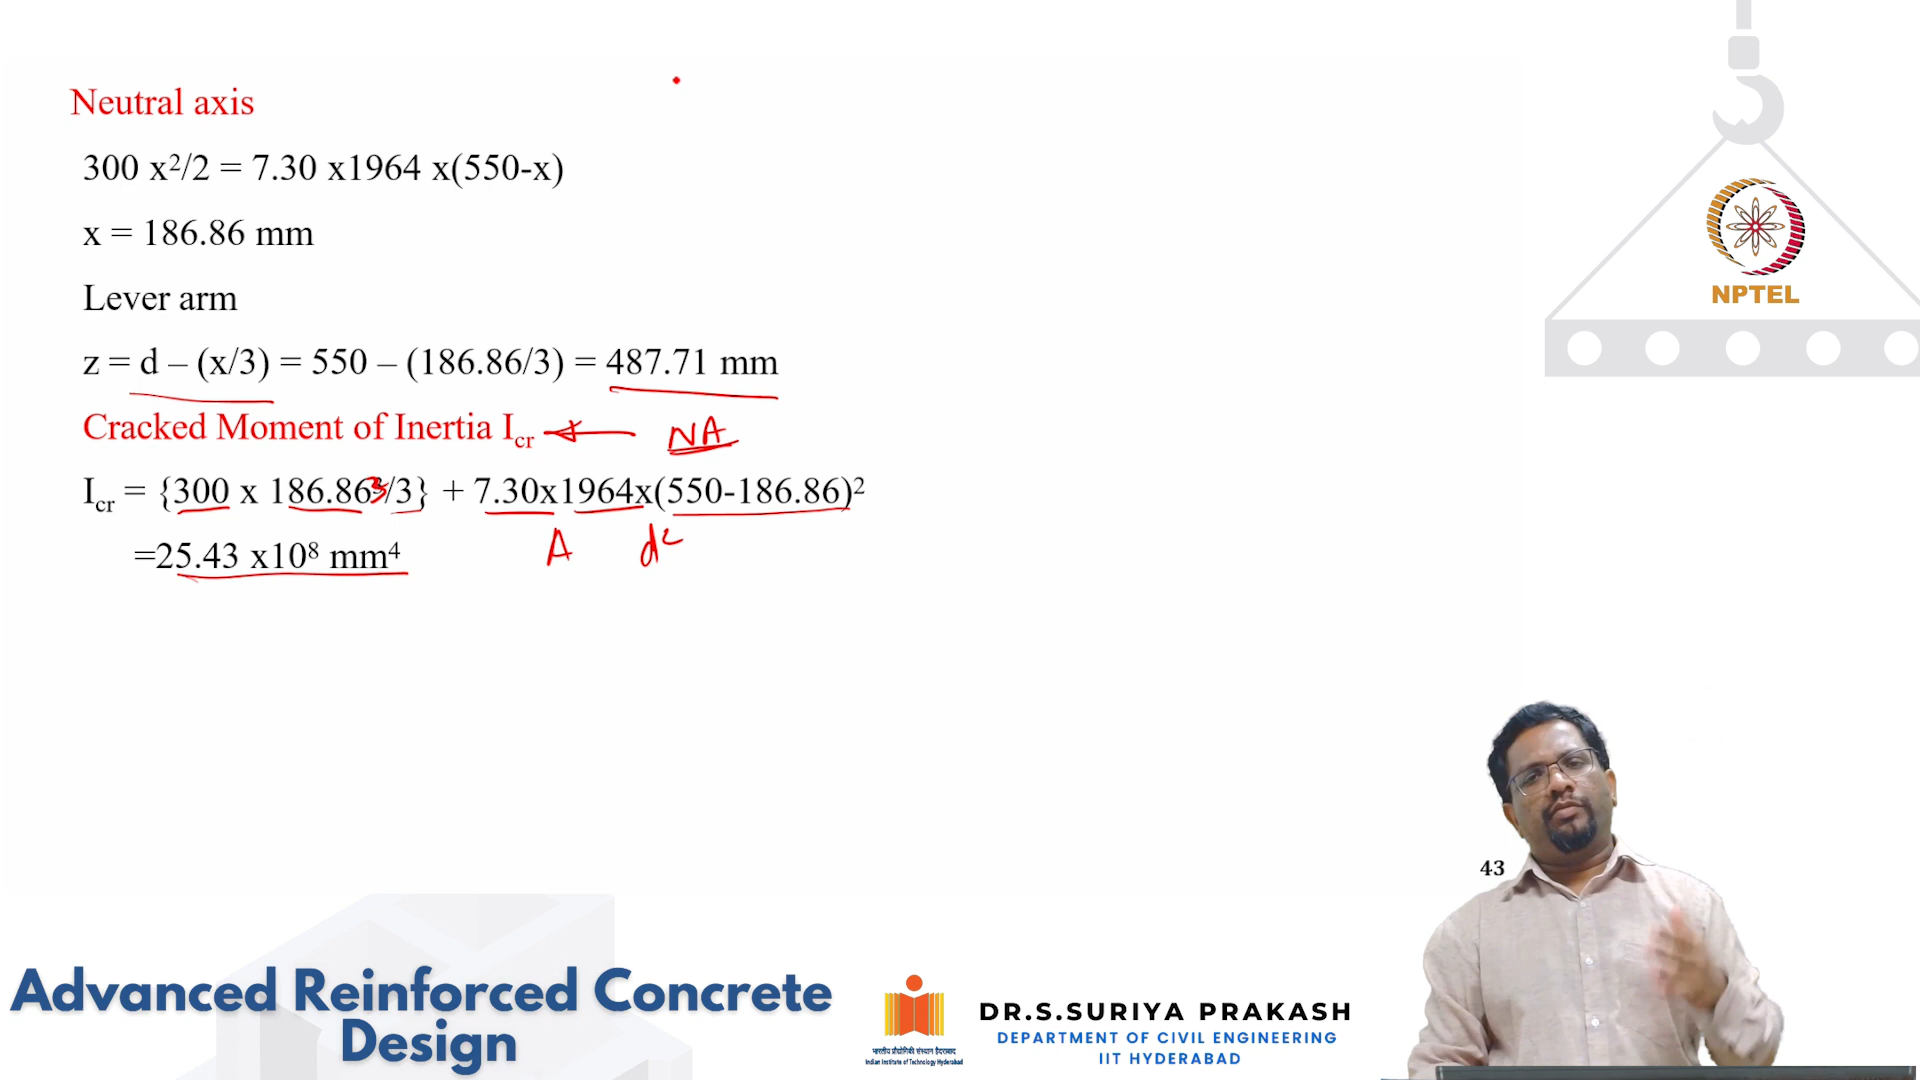 Neutral axis
300 x²/2 = 7.30 x1964 x(550-x)
x = 186.86 mm
Lever arm
z = d – (x/3) = 550 – (186.86/3) = 487.71 mm
Cracked Moment of Inertia Icr NA
Icr = {300 x 186.86³/3} + 7.30x1964x(550-186.86)²
A d²
=25.43 x10⁸ mm⁴
NPTEL
43
Advanced Reinforced Concrete
Design
भारतीय प्रौद्योगिकी संस्थान हैदराबाद
Indian Institute of Technology Hyderabad
DR.S.SURIYA PRAKASH
DEPARTMENT OF CIVIL ENGINEERING
IIT HYDERABAD